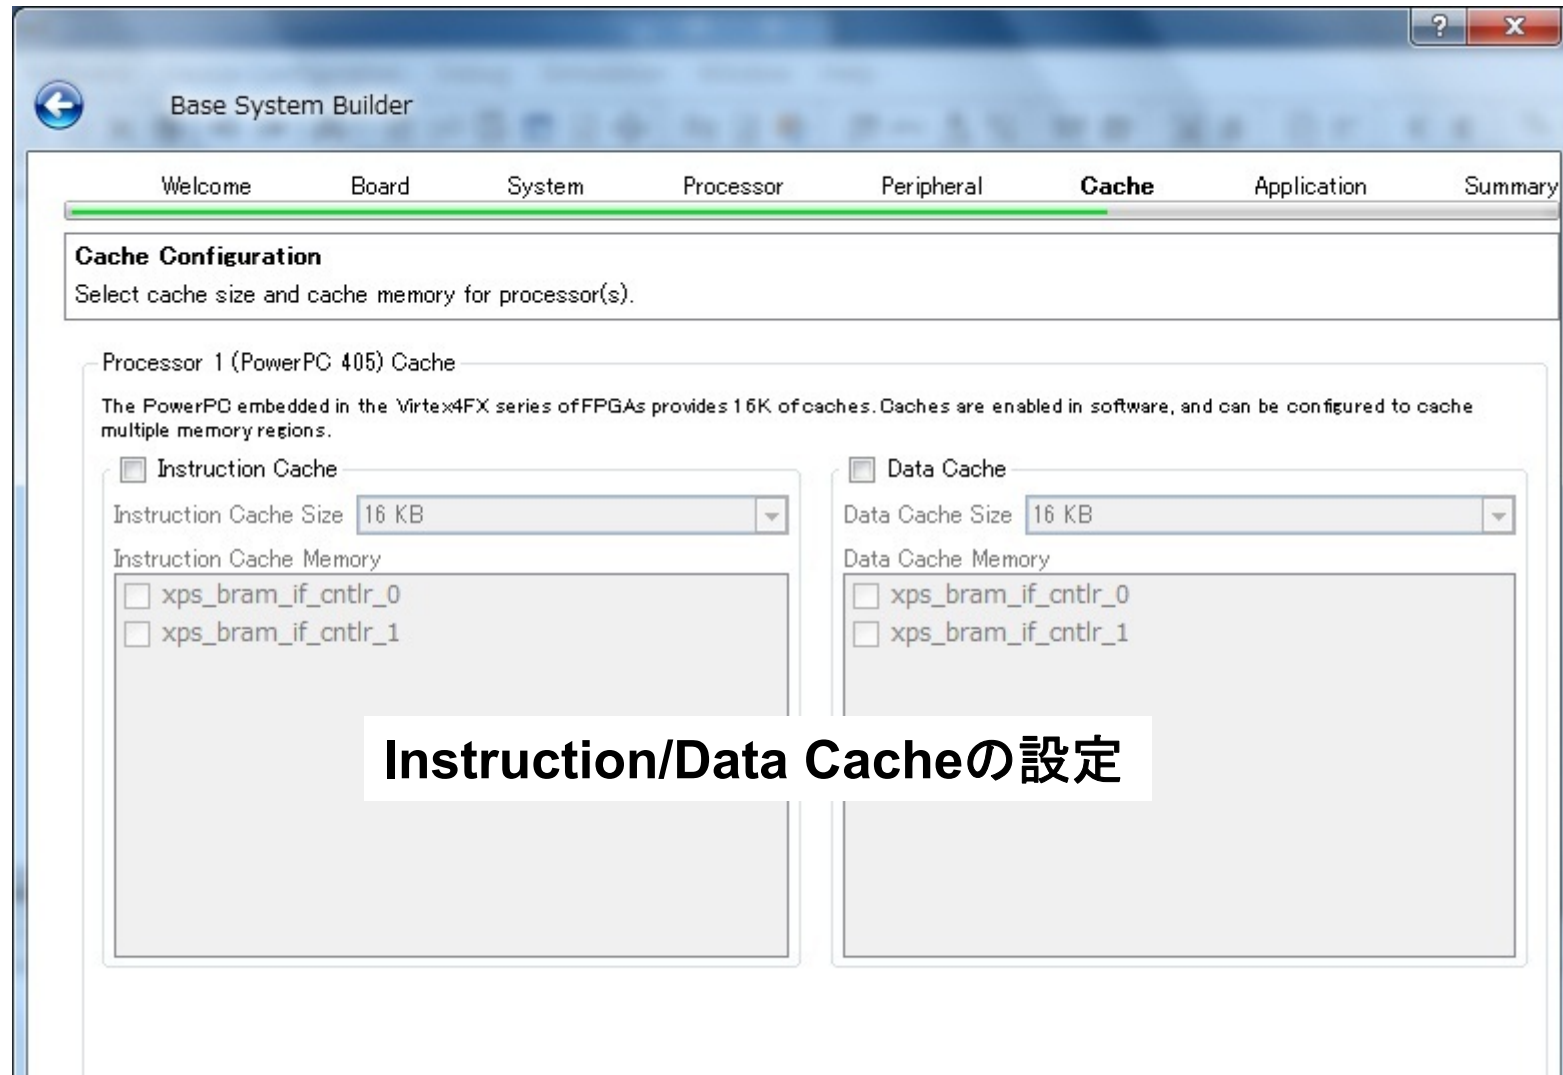 ?
X
Base System Builder
Welcome Board System Processor Peripheral Cache Application Summary
Cache Configuration
Select cache size and cache memory for processor(s).
Processor 1 (PowerPC 405) Cache
The PowerPC embedded in the Virtex4FX series of FPGAs provides 16K of caches. Caches are enabled in software, and can be configured to cache
multiple memory regions.
Instruction Cache
Instruction Cache Size 16 KB
Instruction Cache Memory
xps_bram_if_cntlr_0
xps_bram_if_cntlr_1
Data Cache
Data Cache Size 16 KB
Data Cache Memory
xps_bram_if_cntlr_0
xps_bram_if_cntlr_1
Instruction/Data Cacheの設定